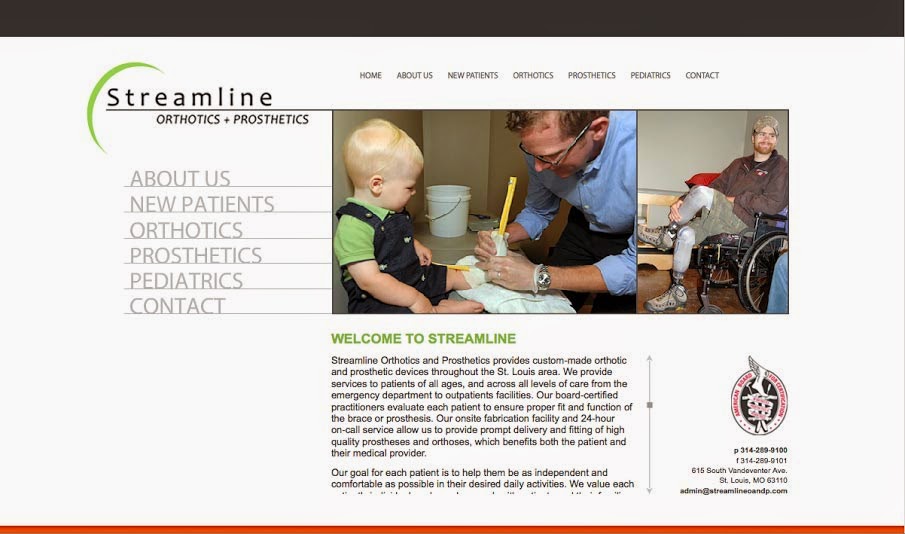 HOME ABOUT US NEW PATIENTS ORTHOTICS PROSTHETICS PEDIATRICS CONTACT
Streamline
ORTHOTICS + PROSTHETICS
ABOUT US
NEW PATIENTS
ORTHOTICS
PROSTHETICS
PEDIATRICS
CONTACT
WELCOME TO STREAMLINE
Streamline Orthotics and Prosthetics provides custom-made orthotic
and prosthetic devices throughout the St. Louis area. We provide
services to patients of all ages, and across all levels of care from the
emergency department to outpatients facilities. Our board-certified
practitioners evaluate each patient to ensure proper fit and function of
the brace or prosthesis. Our onsite fabrication facility and 24-hour
on-call service allow us to provide prompt delivery and fitting of high
quality prostheses and orthoses, which benefits both the patient and
their medical provider.
Our goal for each patient is to help them be as independent and
comfortable as possible in their desired daily activities. We value each
AMERICAN BOARD FOR CERTIFICATION
p 314-289-9100
f 314-289-9101
615 South Vandeventer Ave.
St. Louis, MO 63110
admin@streamlineoandp.com